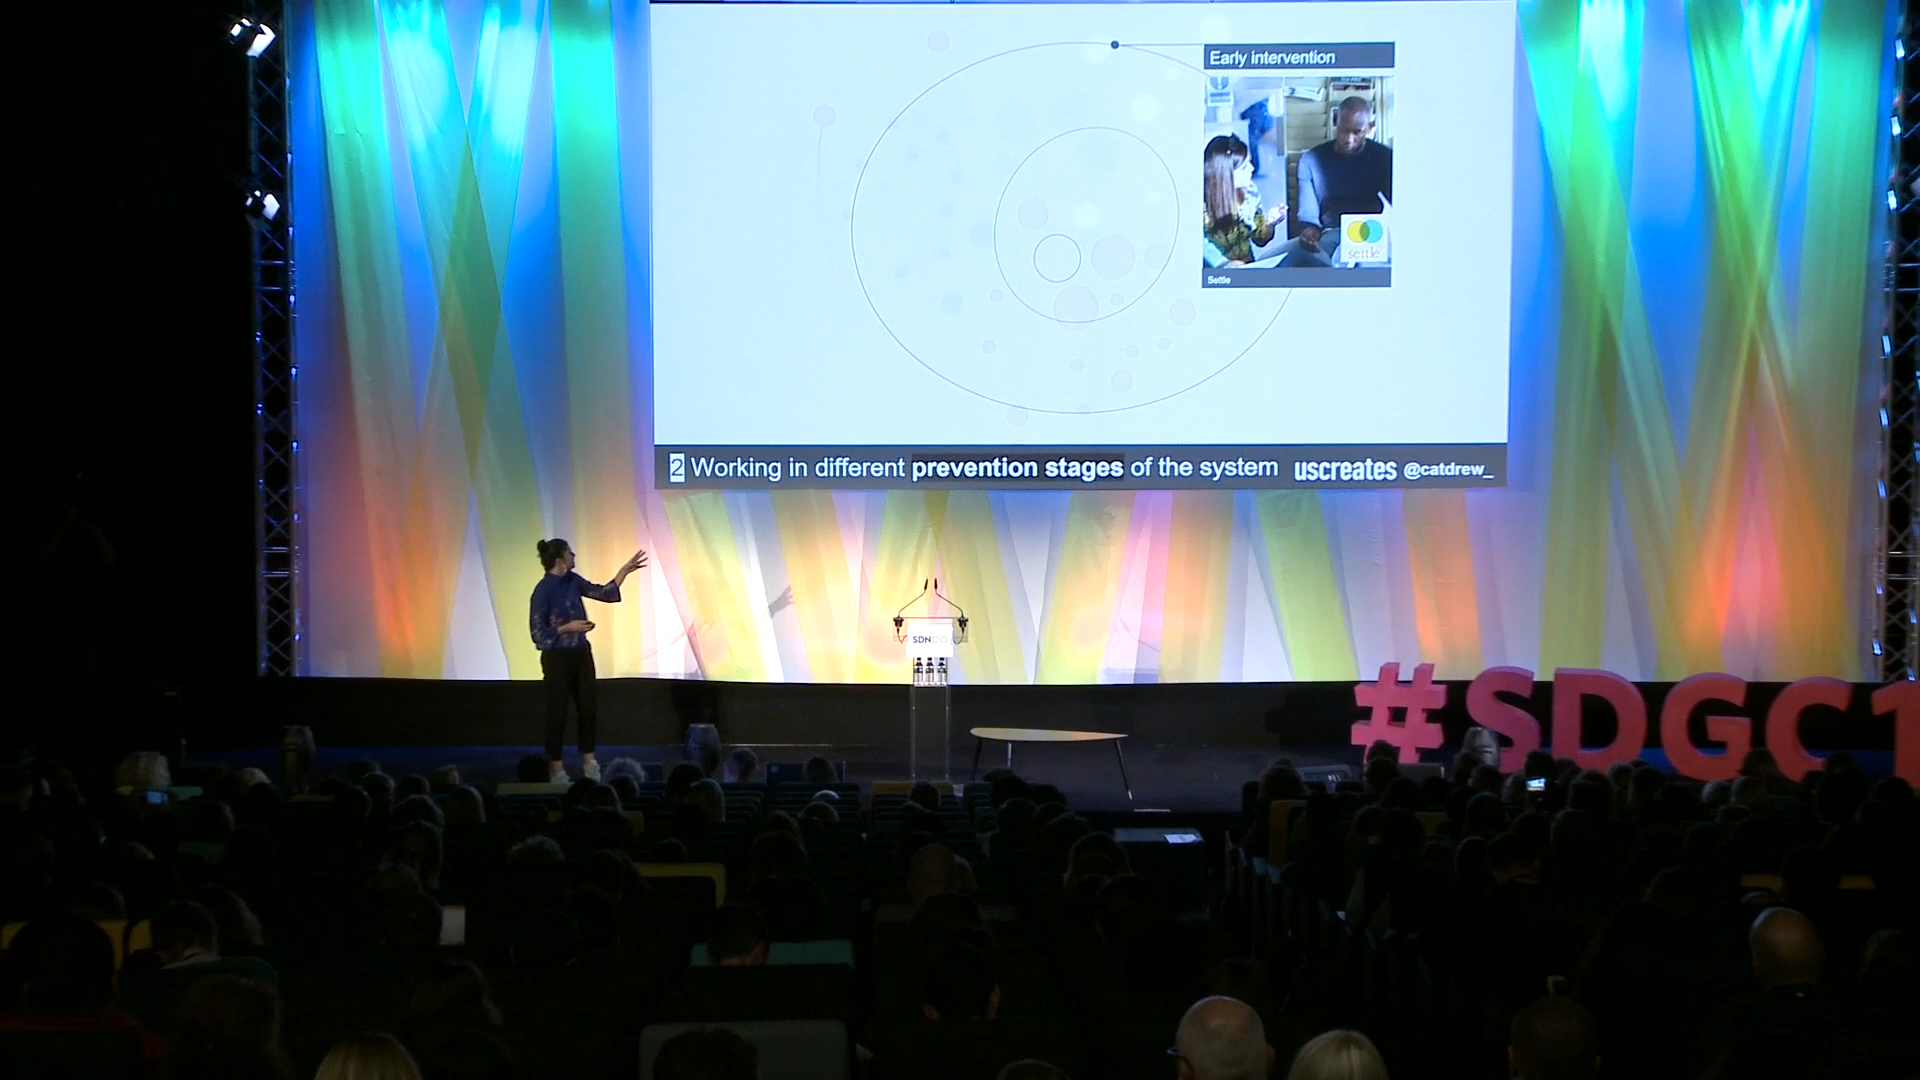 Early intervention
settle
Settle
2 Working in different prevention stages of the system uscreates @catdrew_
SDN
#SDGC1